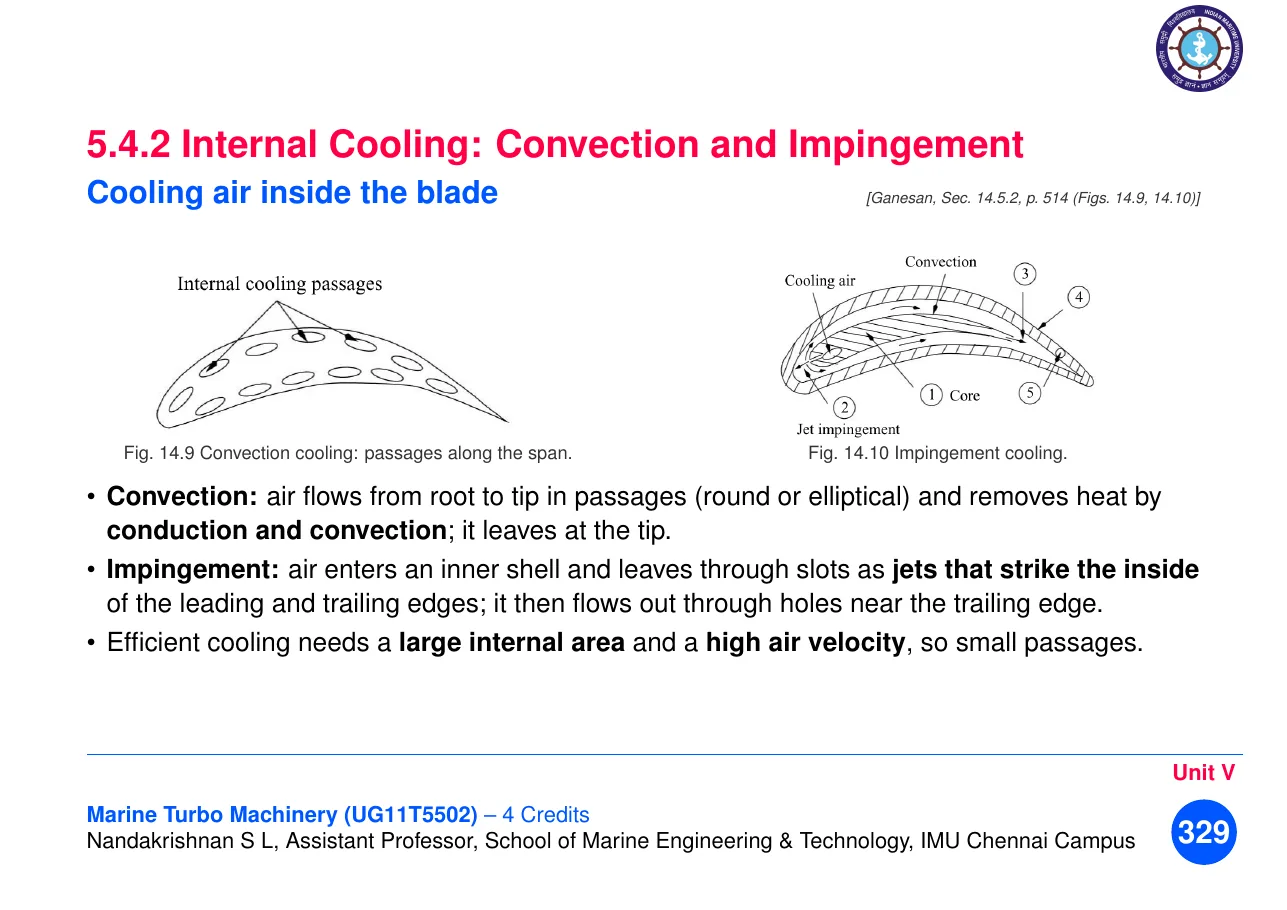 INDIAN MARITIME UNIVERSITY
5.4.2 Internal Cooling: Convection and Impingement
Cooling air inside the blade
[Ganesan, Sec. 14.5.2, p. 514 (Figs. 14.9, 14.10)]
Internal cooling passages
Convection
Cooling air
3
4
1 Core
5
2
Jet impingement
Fig. 14.9 Convection cooling: passages along the span.
Fig. 14.10 Impingement cooling.
• Convection: air flows from root to tip in passages (round or elliptical) and removes heat by
conduction and convection; it leaves at the tip.
• Impingement: air enters an inner shell and leaves through slots as jets that strike the inside
of the leading and trailing edges; it then flows out through holes near the trailing edge.
• Efficient cooling needs a large internal area and a high air velocity, so small passages.
Unit V
Marine Turbo Machinery (UG11T5502) – 4 Credits
Nandakrishnan S L, Assistant Professor, School of Marine Engineering & Technology, IMU Chennai Campus
329